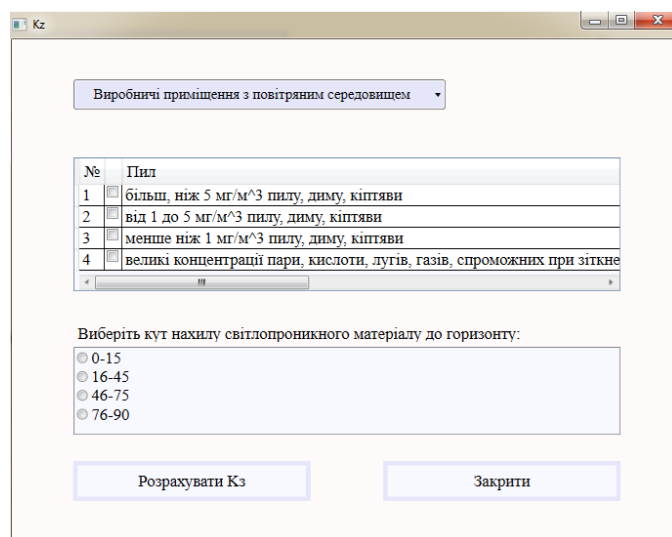 Kz
Виробничі приміщення з повітряним середовищем
№ Пил
1 більш, ніж 5 мг/м^3 пилу, диму, кіптяви
2 від 1 до 5 мг/м^3 пилу, диму, кіптяви
3 менше ніж 1 мг/м^3 пилу, диму, кіптяви
4 великі концентрації пари, кислоти, лугів, газів, спроможних при зіткне
Виберіть кут нахилу світлопроникного матеріалу до горизонту:
0-15
16-45
46-75
76-90
Розрахувати Кз Закрити